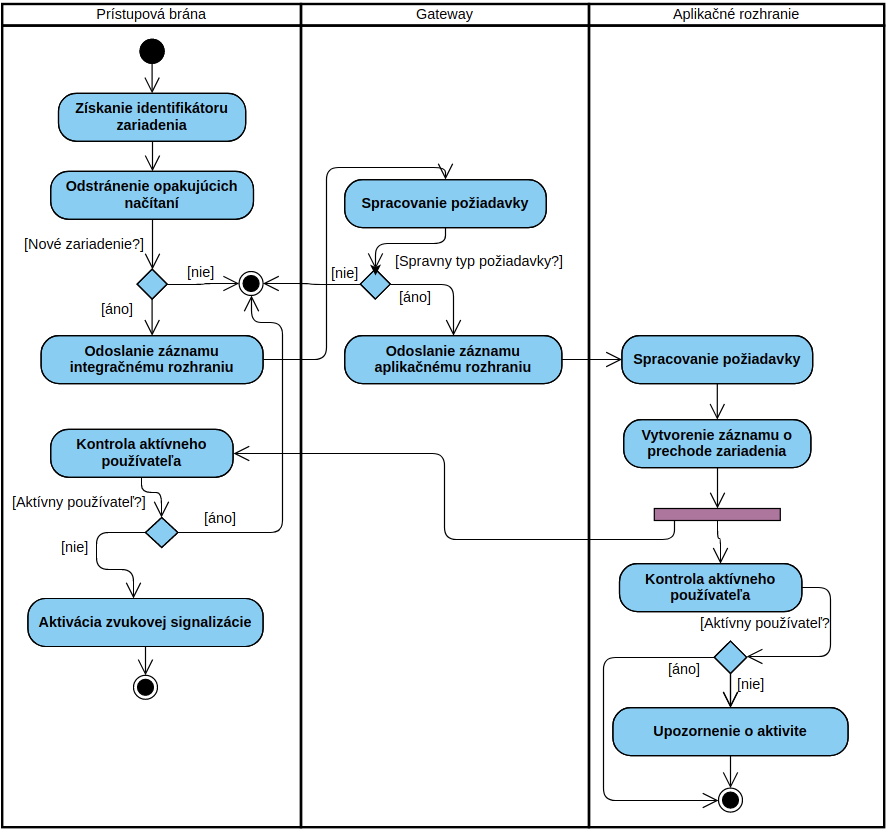 Prístupová brána
Gateway
Aplikačné rozhranie
Získanie identifikátoru
zariadenia
Odstránenie opakujúcich
načítaní
[Nové zariadenie?]
[nie]
[áno]
Odoslanie záznamu
integračnému rozhraniu
Kontrola aktívneho
používateľa
[Aktívny používateľ?]
[áno]
[nie]
Aktivácia zvukovej signalizácie
Spracovanie požiadavky
[Spravny typ požiadavky?]
[nie]
[áno]
Odoslanie záznamu
aplikačnému rozhraniu
Spracovanie požiadavky
Vytvorenie záznamu o
prechode zariadenia
Kontrola aktívneho
používateľa
[Aktívny používateľ?
[áno]
[nie]
Upozornenie o aktivite